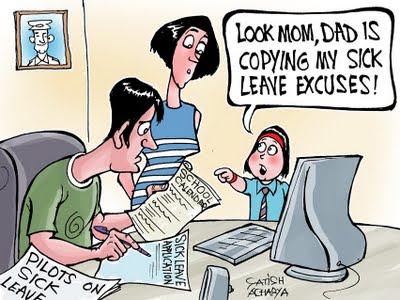 LOOK MOM, DAD IS
COPYING MY SICK
LEAVE EXCUSES!
SCHOOL
CALENDAR
SICK LEAVE
APPLICATION
PILOTS ON
SICK
LEAVE
SATISH
ACHARYA